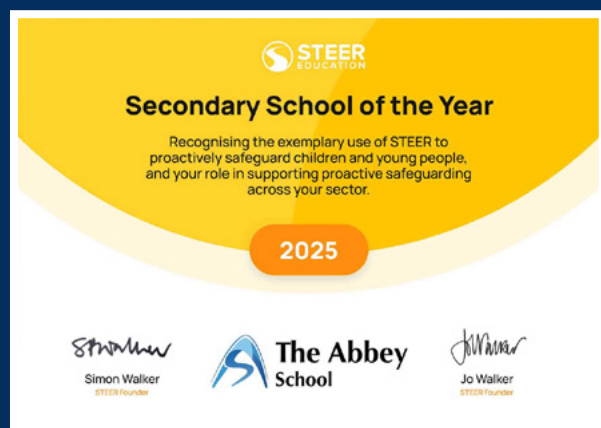 STEER
EDUCATION
Secondary School of the Year
Recognising the exemplary use of STEER to
proactively safeguard children and young people,
and your role in supporting proactive safeguarding
across your sector.
2025
Simon Walker
STEER Founder
The Abbey
School
JoWalker
Jo Walker
STEER Founder